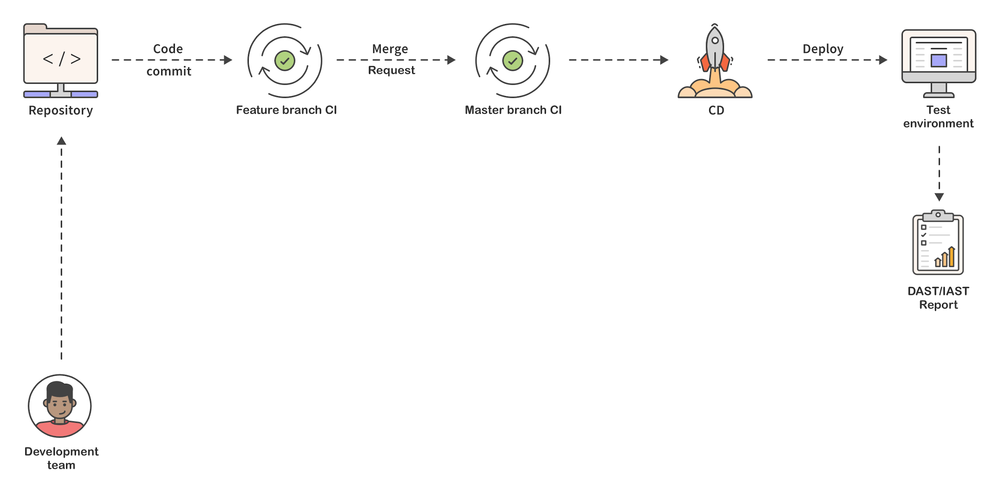 </>
Code
commit
Merge
Request
Deploy
Repository
Feature branch CI
Master branch CI
CD
Test
environment
DAST/IAST
Report
Development
team